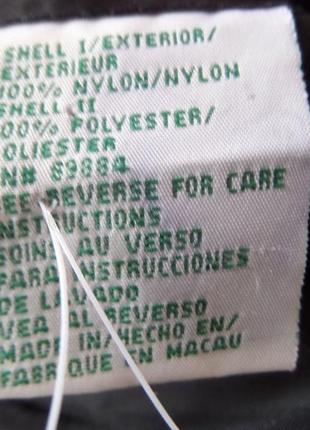 SHELL I/EXTERIOR/
EXTERIEUR
100% NYLON/NYLON
SHELL II
100% POLYESTER/
POLIESTER
RN# 89884
SEE REVERSE FOR CARE
INSTRUCTIONS
SOINS AU VERSO
PARA INSTRUCCIONES
DE LAVADO
VEA AL REVERSO
MADE IN/HECHO EN/
FABRIQUE EN MACAU